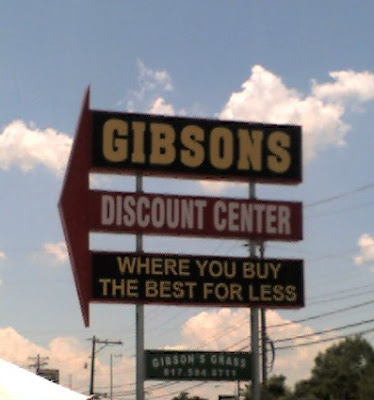 GIBSONS
DISCOUNT CENTER
WHERE YOU BUY
THE BEST FOR LESS
GIBSON'S GRASS